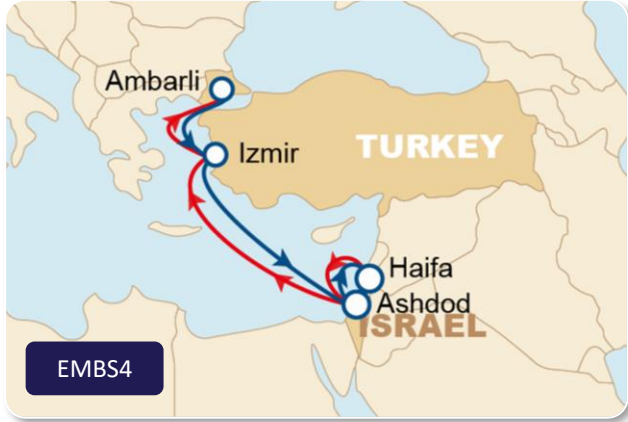 Ambarli
Izmir
TURKEY
Haifa
Ashdod
ISRAEL
EMBS4